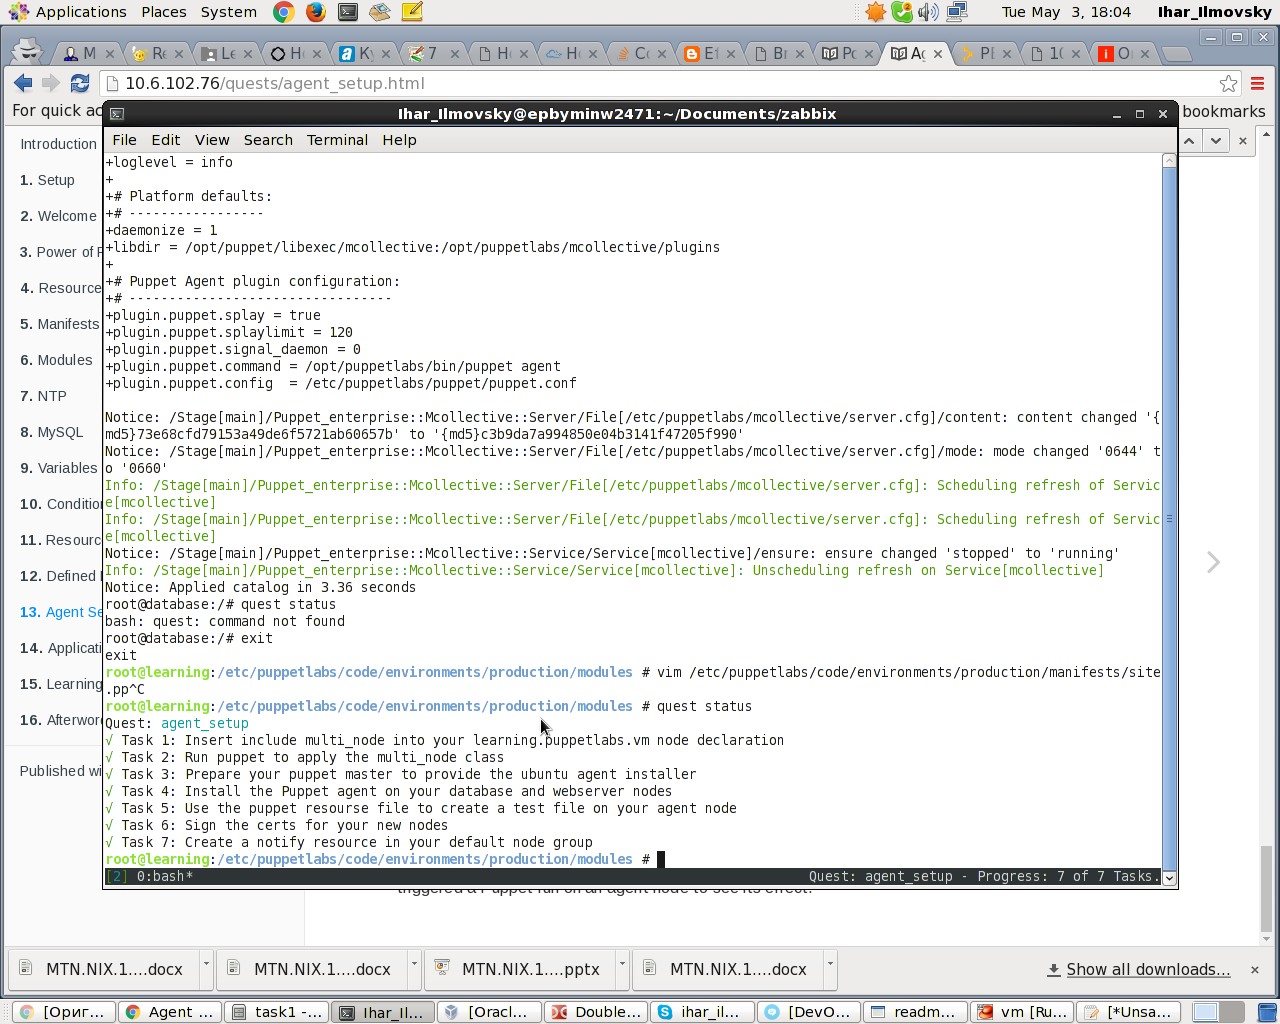 Applications Places System Tue May 3, 18:04 Ihar_Ilmovsky
M Re Le Ho Ky 7 He He Co Ef Br Po Ag Pl 10 O
10.6.102.76/quests/agent_setup.html
For quick ac bookmarks
Ihar_Ilmovsky@epbyminw2471:~/Documents/zabbix
File Edit View Search Terminal Help
Introduction
1. Setup
2. Welcome
3. Power of P
4. Resource
5. Manifests
6. Modules
7. NTP
8. MySQL
9. Variables
10. Conditio
11. Resourc
12. Defined
13. Agent Se
14. Applicati
15. Learning
16. Afterwor
Published wi
+loglevel = info
+
+# Platform defaults:
+# -----------------
+daemonize = 1
+libdir = /opt/puppet/libexec/mcollective:/opt/puppetlabs/mcollective/plugins
+
+# Puppet Agent plugin configuration:
+# ---------------------------------
+plugin.puppet.splay = true
+plugin.puppet.splaylimit = 120
+plugin.puppet.signal_daemon = 0
+plugin.puppet.command = /opt/puppetlabs/bin/puppet agent
+plugin.puppet.config  = /etc/puppetlabs/puppet/puppet.conf
Notice: /Stage[main]/Puppet_enterprise::Mcollective::Server/File[/etc/puppetlabs/mcollective/server.cfg]/content: content changed '{
md5}73e68cfd79153a49de6f5721ab60657b' to '{md5}c3b9da7a994850e04b3141f47205f990'
Notice: /Stage[main]/Puppet_enterprise::Mcollective::Server/File[/etc/puppetlabs/mcollective/server.cfg]/mode: mode changed '0644' t
o '0660'
Info: /Stage[main]/Puppet_enterprise::Mcollective::Server/File[/etc/puppetlabs/mcollective/server.cfg]: Scheduling refresh of Servic
e[mcollective]
Info: /Stage[main]/Puppet_enterprise::Mcollective::Server/File[/etc/puppetlabs/mcollective/server.cfg]: Scheduling refresh of Servic
e[mcollective]
Notice: /Stage[main]/Puppet_enterprise::Mcollective::Service/Service[mcollective]/ensure: ensure changed 'stopped' to 'running'
Info: /Stage[main]/Puppet_enterprise::Mcollective::Service/Service[mcollective]: Unscheduling refresh on Service[mcollective]
Notice: Applied catalog in 3.36 seconds
root@database:/# quest status
bash: quest: command not found
root@database:/# exit
exit
root@learning:/etc/puppetlabs/code/environments/production/modules # vim /etc/puppetlabs/code/environments/production/manifests/site
.pp^C
root@learning:/etc/puppetlabs/code/environments/production/modules # quest status
Quest: agent_setup
√ Task 1: Insert include multi_node into your learning.puppetlabs.vm node declaration
√ Task 2: Run puppet to apply the multi_node class
√ Task 3: Prepare your puppet master to provide the ubuntu agent installer
√ Task 4: Install the Puppet agent on your database and webserver nodes
√ Task 5: Use the puppet resourse file to create a test file on your agent node
√ Task 6: Sign the certs for your new nodes
√ Task 7: Create a notify resource in your default node group
root@learning:/etc/puppetlabs/code/environments/production/modules #
[2] 0:bash* Quest: agent_setup - Progress: 7 of 7 Tasks.
triggered a Puppet run on an agent node to see its effect.
MTN.NIX.1....docx MTN.NIX.1....docx MTN.NIX.1....pptx MTN.NIX.1....docx Show all downloads...
[Ориг... Agent ... task1 -... Ihar_Il... [Oracl... Double... ihar_il... [DevO... readm... vm [Ru... [*Unsa...